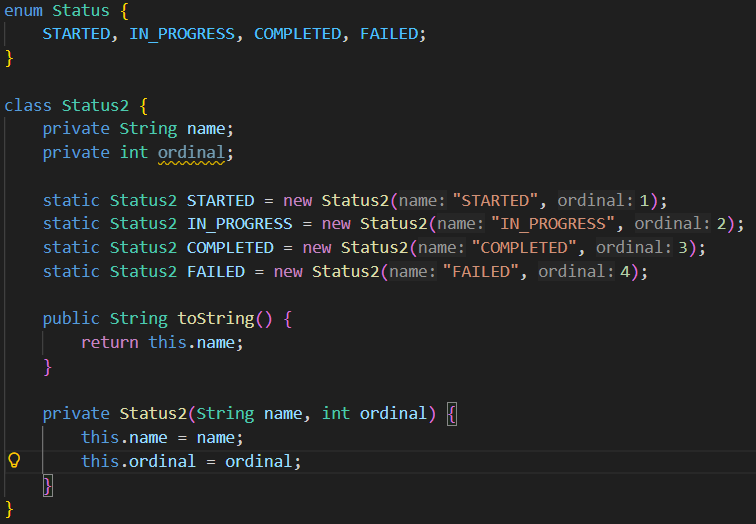 enum Status {
    STARTED, IN_PROGRESS, COMPLETED, FAILED;
}

class Status2 {
    private String name;
    private int ordinal;

    static Status2 STARTED = new Status2(name: "STARTED", ordinal: 1);
    static Status2 IN_PROGRESS = new Status2(name: "IN_PROGRESS", ordinal: 2);
    static Status2 COMPLETED = new Status2(name: "COMPLETED", ordinal: 3);
    static Status2 FAILED = new Status2(name: "FAILED", ordinal: 4);

    public String toString() {
        return this.name;
    }

    private Status2(String name, int ordinal) {
        this.name = name;
        this.ordinal = ordinal;
    }
}